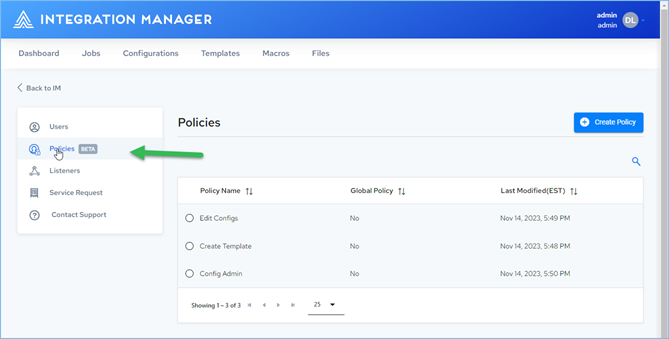 INTEGRATION MANAGER
admin
admin
DL
Dashboard Jobs Configurations Templates Macros Files
Back to IM
Users
Policies BETA
Listeners
Service Request
Contact Support
Policies
Create Policy
Policy Name Global Policy Last Modified(EST)
Edit Configs No Nov 14, 2023, 5:49 PM
Create Template No Nov 14, 2023, 5:48 PM
Config Admin No Nov 14, 2023, 5:50 PM
Showing 1 – 3 of 3 25